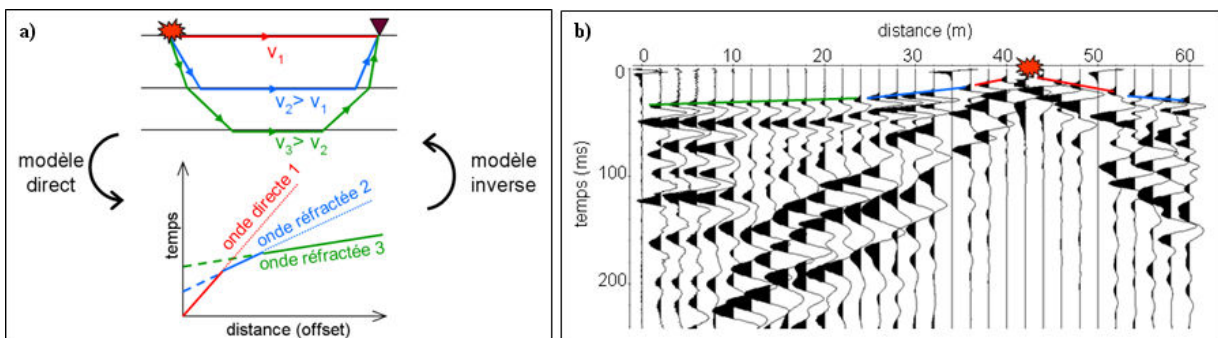 a)
v1
v2> v1
v3> v2
modèle
direct
modèle
inverse
temps
onde directe 1
onde réfractée 2
onde réfractée 3
distance (offset)
b)
distance (m)
0 10 20 30 40 50 60
temps (ms)
0
100
200